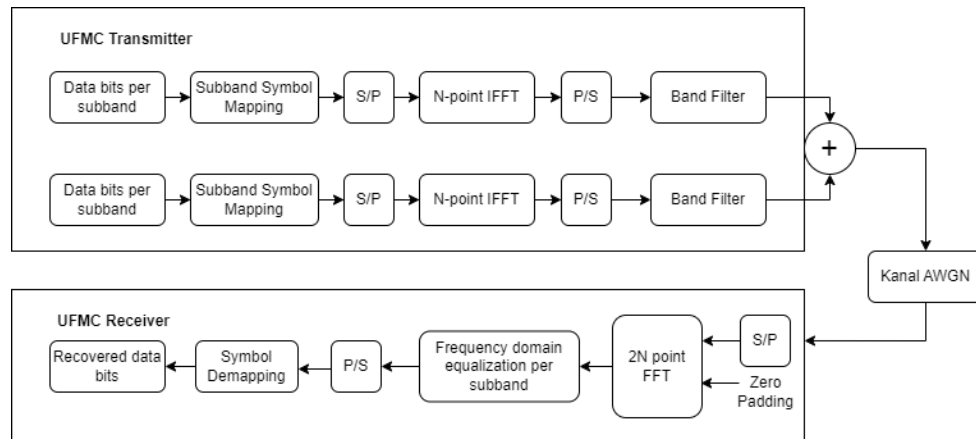 UFMC Transmitter
Data bits per
subband
Subband Symbol
Mapping
S/P
N-point IFFT
P/S
Band Filter
+
Data bits per
subband
Subband Symbol
Mapping
S/P
N-point IFFT
P/S
Band Filter
Kanal AWGN
UFMC Receiver
Recovered data
bits
Symbol
Demapping
P/S
Frequency domain
equalization per
subband
2N point
FFT
S/P
Zero
Padding